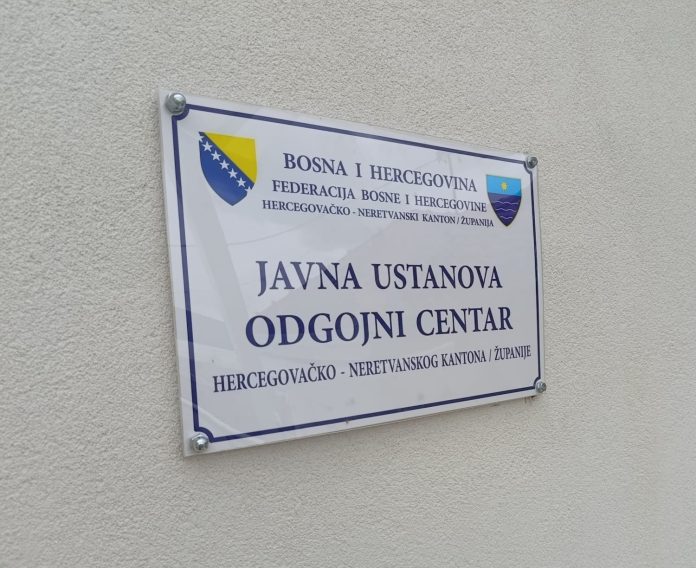 BOSNA I HERCEGOVINA
FEDERACIJA BOSNE I HERCEGOVINE
HERCEGOVAČKO - NERETVANSKI KANTON / ŽUPANIJA
JAVNA USTANOVA
ODGOJNI CENTAR
HERCEGOVAČKO - NERETVANSKOG KANTONA / ŽUPANIJE